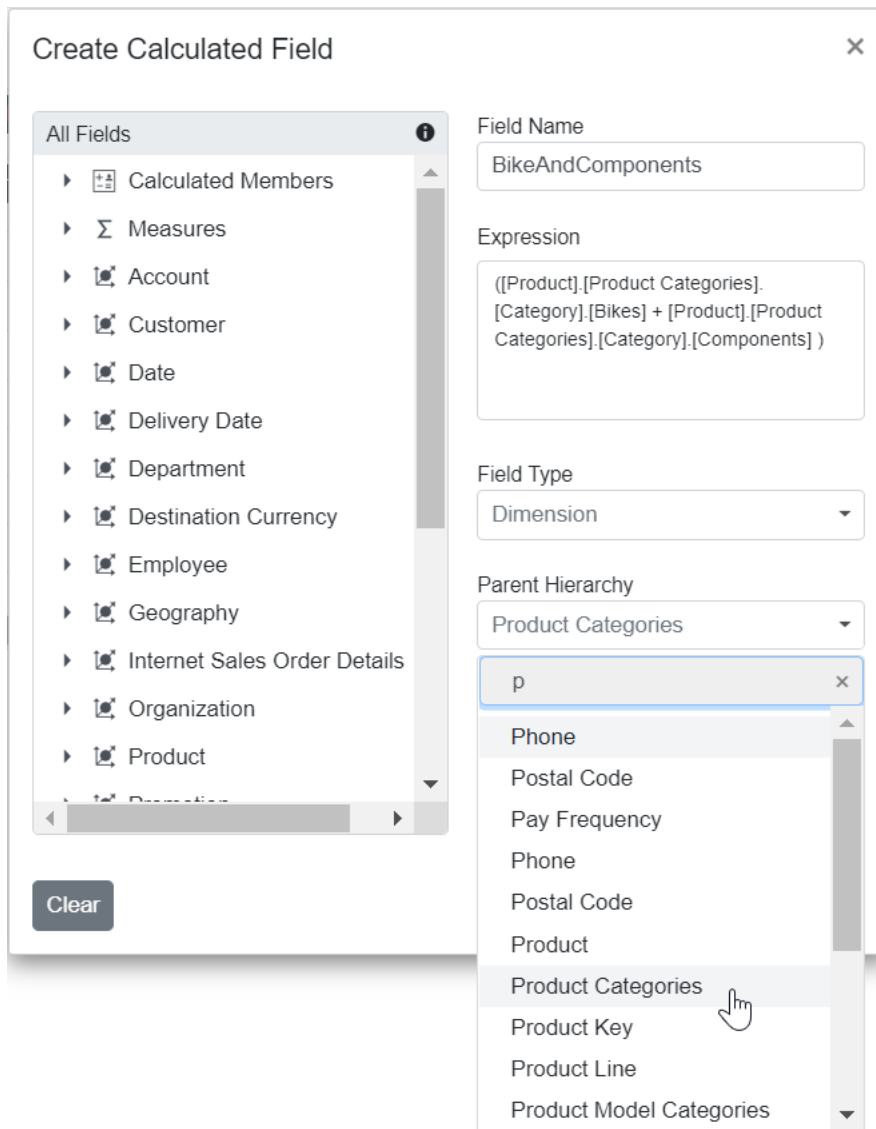 Create Calculated Field
All Fields
Calculated Members
Measures
Account
Customer
Date
Delivery Date
Department
Destination Currency
Employee
Geography
Internet Sales Order Details
Organization
Product
Promotion
Clear
Field Name
BikeAndComponents
Expression
([Product].[Product Categories].
[Category].[Bikes] + [Product].[Product
Categories].[Category].[Components] )
Field Type
Dimension
Parent Hierarchy
Product Categories
p
Phone
Postal Code
Pay Frequency
Phone
Postal Code
Product
Product Categories
Product Key
Product Line
Product Model Categories